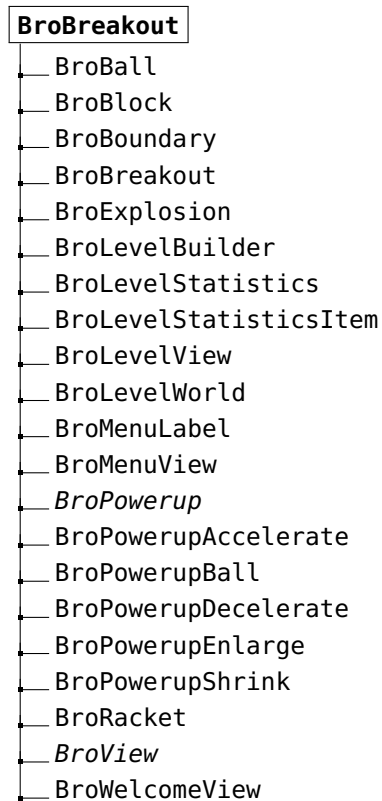 BroBreakout
BroBall
BroBlock
BroBoundary
BroBreakout
BroExplosion
BroLevelBuilder
BroLevelStatistics
BroLevelStatisticsItem
BroLevelView
BroLevelWorld
BroMenuLabel
BroMenuView
BroPowerup
BroPowerupAccelerate
BroPowerupBall
BroPowerupDecelerate
BroPowerupEnlarge
BroPowerupShrink
BroRacket
BroView
BroWelcomeView